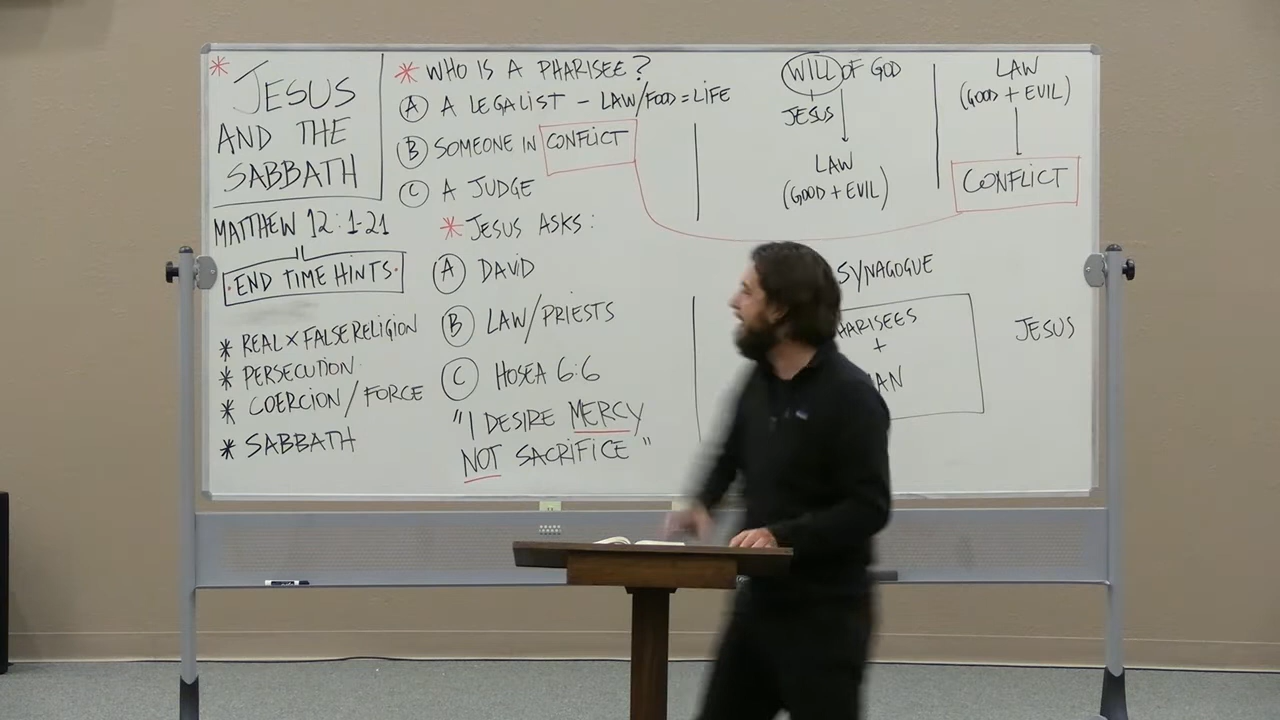 * JESUS
AND THE
SABBATH
MATTHEW 12:1-21
END TIME HINTS.
* REAL x FALSE RELIGION
* PERSECUTION
* COERCION/FORCE
* SABBATH
* WHO IS A PHARISEE?
(A) A LEGALIST - LAW/FOOD = LIFE
(B) SOMEONE IN CONFLICT
(C) A JUDGE
* JESUS ASKS:
(A) DAVID
(B) LAW/PRIESTS
(C) HOSEA 6:6
"I DESIRE MERCY
NOT SACRIFICE"
WILL OF GOD
JESUS
LAW
(GOOD + EVIL)
LAW
(GOOD + EVIL)
CONFLICT
SYNAGOGUE
HARISEES
+
AN
JESUS